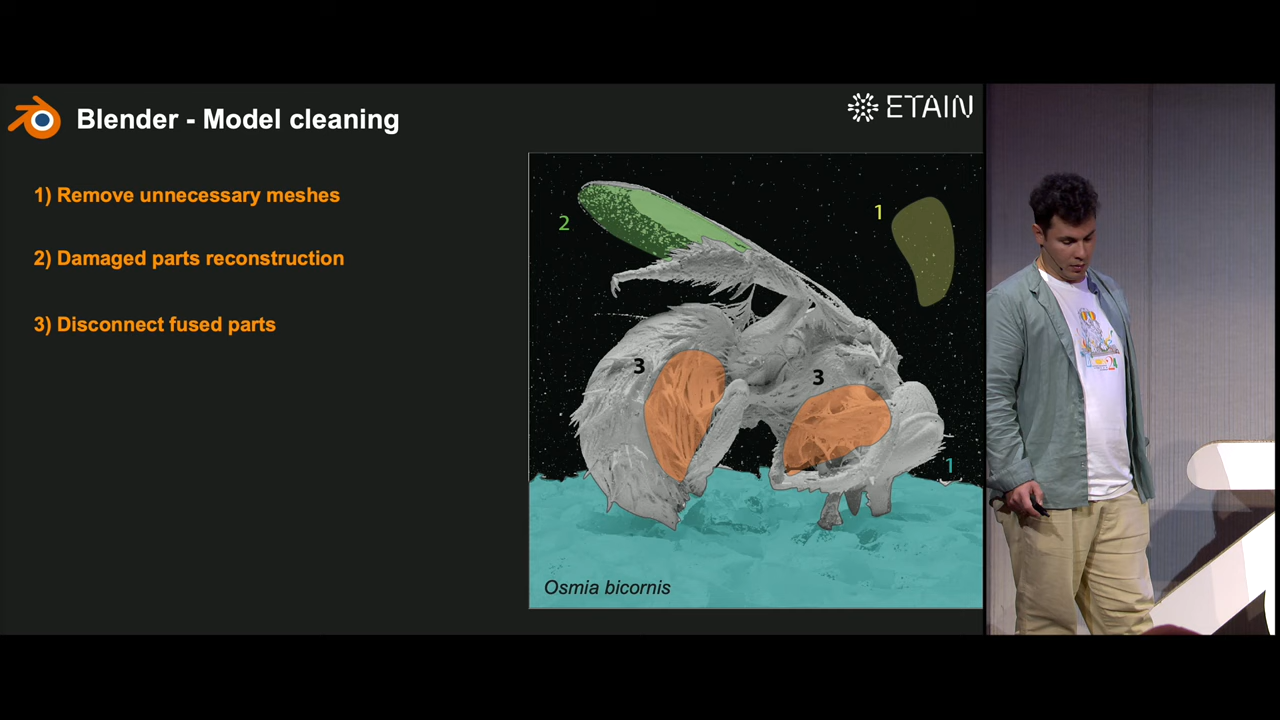 Blender - Model cleaning
ETAIN
1) Remove unnecessary meshes
2) Damaged parts reconstruction
3) Disconnect fused parts
2
1
3
3
1
Osmia bicornis